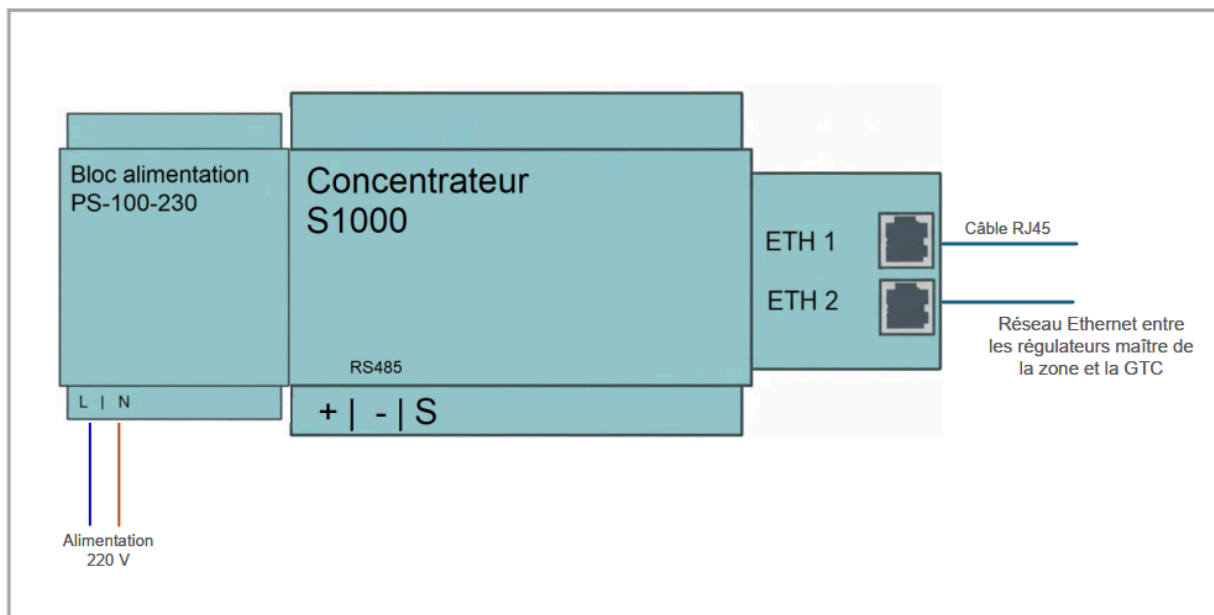 Bloc alimentation
PS-100-230
Concentrateur
S1000
ETH 1
Câble RJ45
ETH 2
Réseau Ethernet entre
les régulateurs maître de
la zone et la GTC
RS485
L | N
+ | - | S
Alimentation
220 V